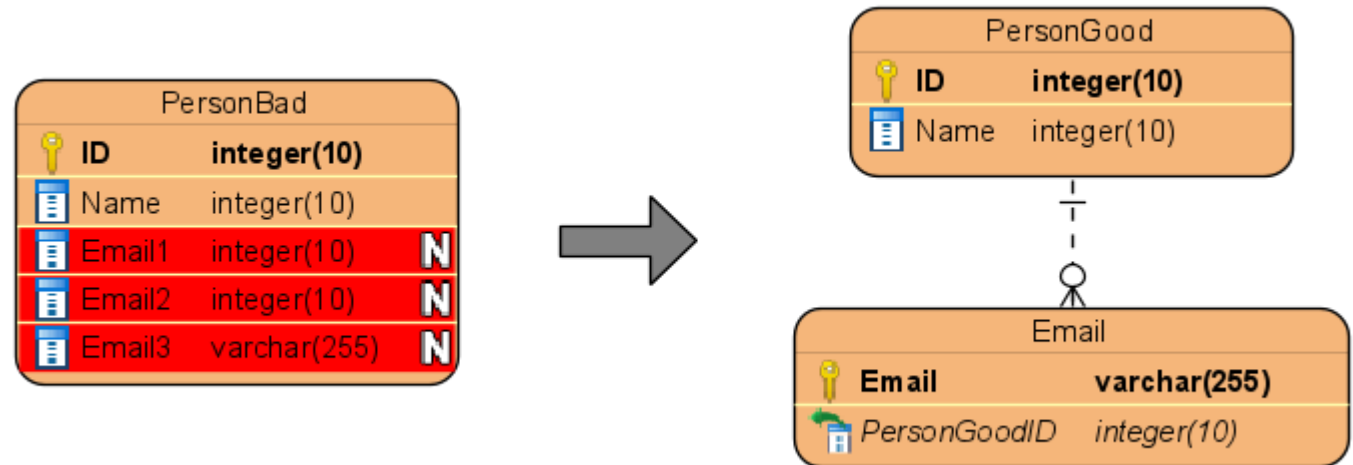 PersonBad
ID integer(10)
Name integer(10)
Email1 integer(10) N
Email2 integer(10) N
Email3 varchar(255) N
PersonGood
ID integer(10)
Name integer(10)
Email
Email varchar(255)
PersonGoodID integer(10)